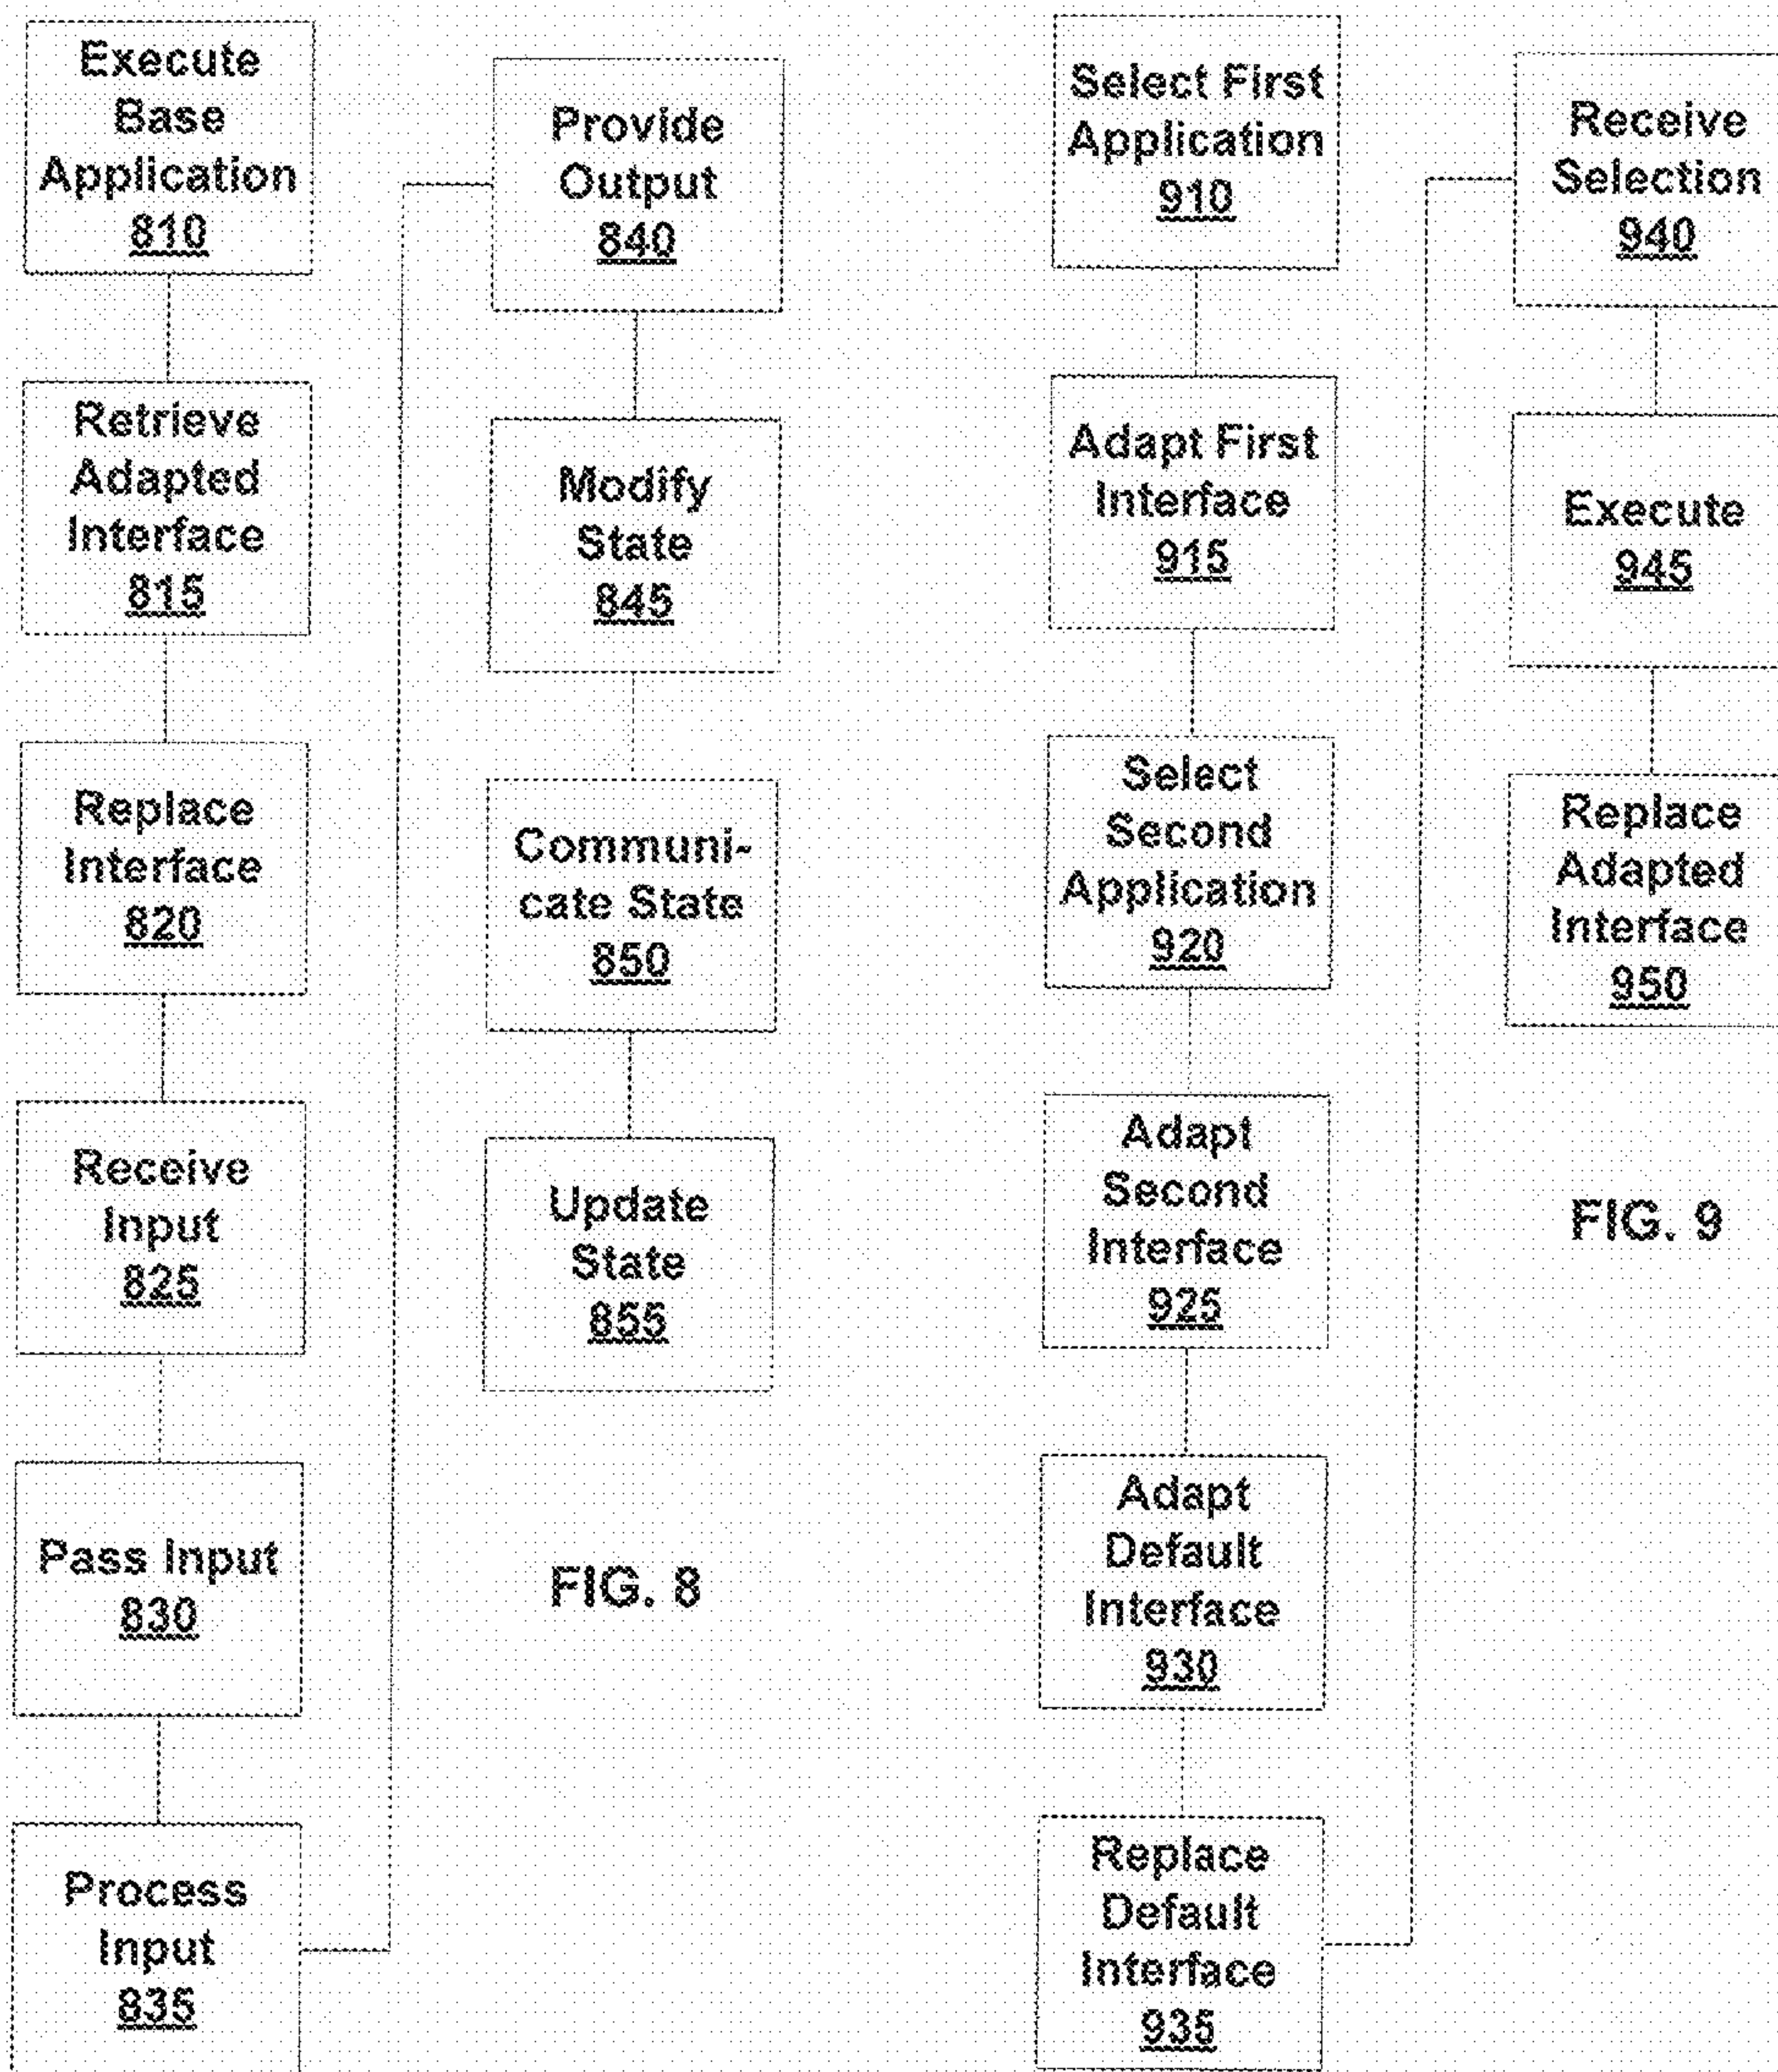 Execute
Base
Application
810
Retrieve
Adapted
Interface
815
Replace
Interface
820
Receive
Input
825
Pass Input
830
Process
Input
835
Provide
Output
840
Modify
State
845
Communi-
cate State
850
Update
State
855
FIG. 8
Select First
Application
910
Adapt First
Interface
915
Select
Second
Application
920
Adapt
Second
Interface
925
Adapt
Default
Interface
930
Replace
Default
Interface
935
Receive
Selection
940
Execute
945
Replace
Adapted
Interface
950
FIG. 9